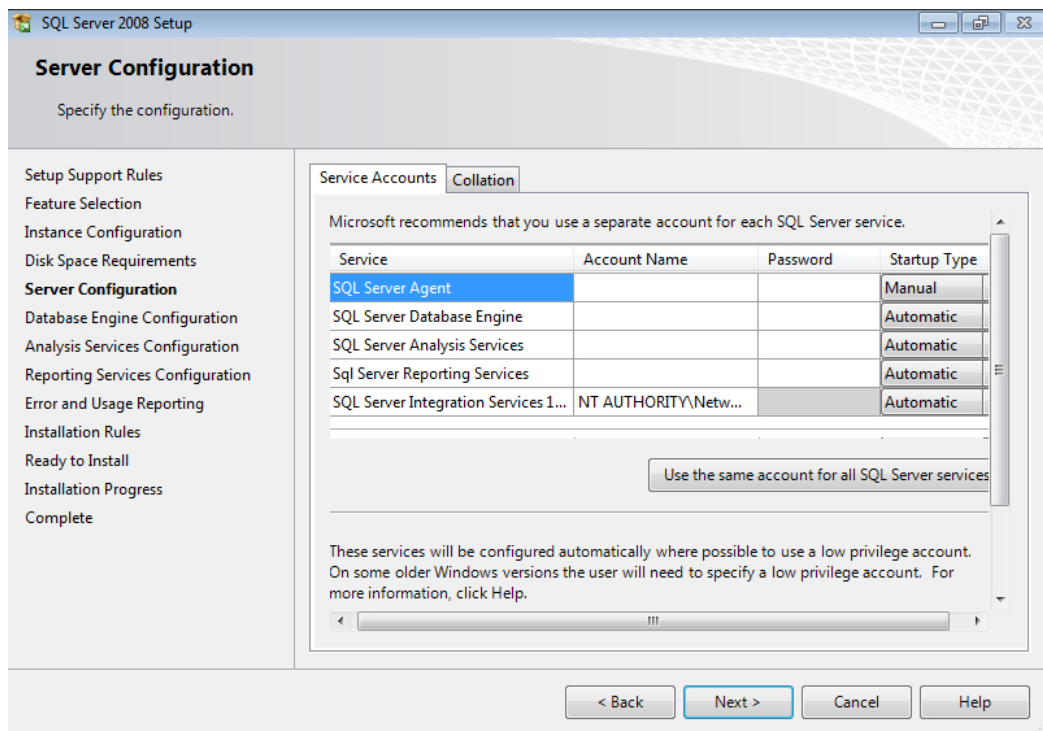 SQL Server 2008 Setup
Server Configuration
Specify the configuration.
Setup Support Rules
Feature Selection
Instance Configuration
Disk Space Requirements
Server Configuration
Database Engine Configuration
Analysis Services Configuration
Reporting Services Configuration
Error and Usage Reporting
Installation Rules
Ready to Install
Installation Progress
Complete
Service Accounts Collation
Microsoft recommends that you use a separate account for each SQL Server service.
Service Account Name Password Startup Type
SQL Server Agent Manual
SQL Server Database Engine Automatic
SQL Server Analysis Services Automatic
Sql Server Reporting Services Automatic
SQL Server Integration Services 1... NT AUTHORITY\Netw... Automatic
Use the same account for all SQL Server services
These services will be configured automatically where possible to use a low privilege account.
On some older Windows versions the user will need to specify a low privilege account. For
more information, click Help.
< Back Next > Cancel Help